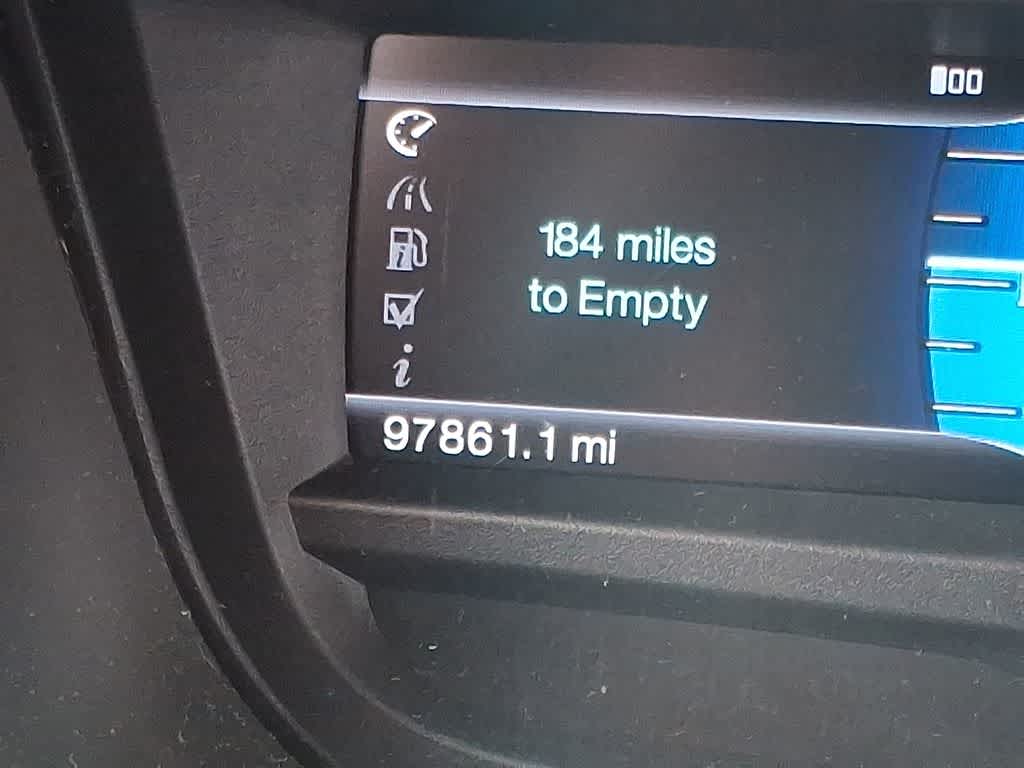 184 miles
to Empty
97861.1 mi